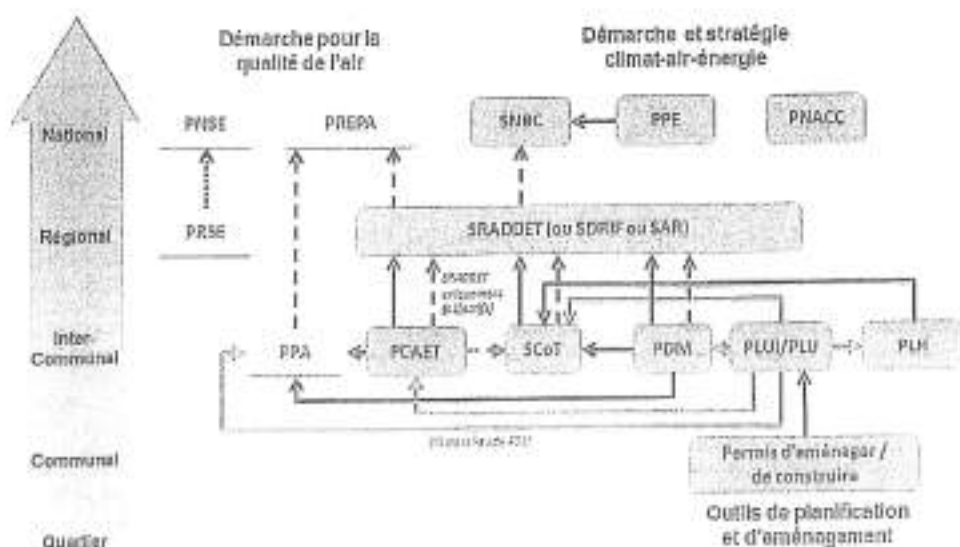 Démarche pour la
qualité de l'air
Démarche et stratégie
climat-air-énergie
National
PNSE
PREPA
SNBC
PPE
PNACC
Régional
PRSE
SRADDET (ou SDRIF ou SAR)
SRADDET
Inter-
Communal
PPA
PCAET
SCoT
PDM
PLUI/PLU
PLH
Communal
Permis d'aménager /
de construire
Outils de planification
et d'aménagement
Quartier